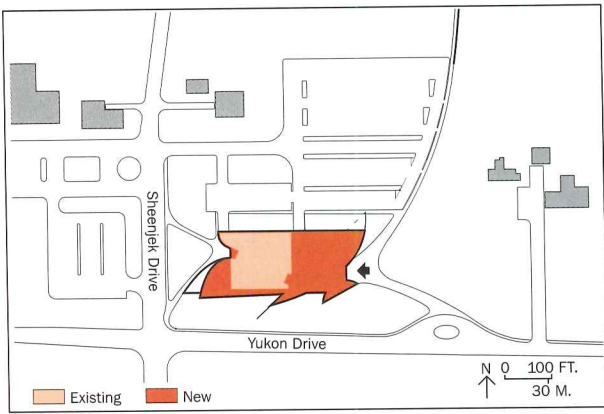 Sheenjek Drive
Yukon Drive
Existing
New
N 0 100 FT.
30 M.